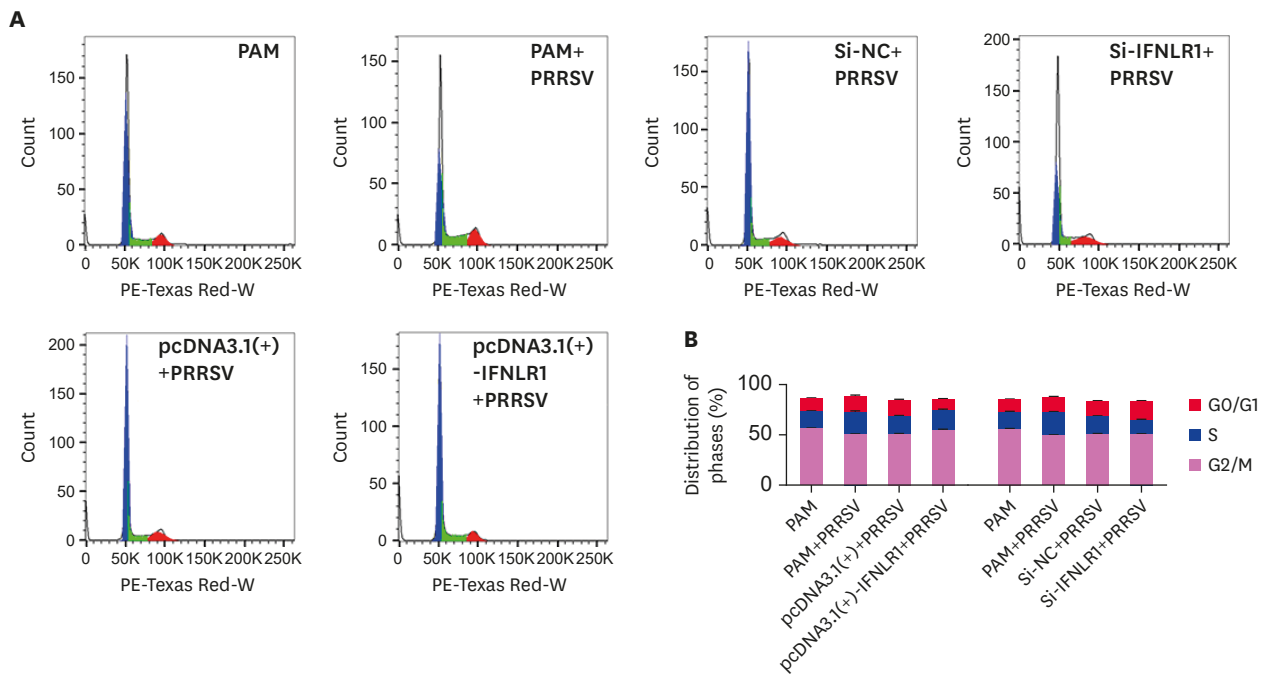 A
PAM
Count
150
100
50
0
0 50K 100K 150K 200K 250K
PE-Texas Red-W
PAM+
PRRSV
Count
150
100
50
0
0 50K 100K 150K 200K 250K
PE-Texas Red-W
Si-NC+
PRRSV
Count
150
100
50
0
0 50K 100K 150K 200K 250K
PE-Texas Red-W
Si-IFNLR1+
PRRSV
Count
200
150
100
50
0
0 50K 100K 150K 200K 250K
PE-Texas Red-W
pcDNA3.1(+)
+PRRSV
Count
200
150
100
50
0
0 50K 100K 150K 200K 250K
PE-Texas Red-W
pcDNA3.1(+)
-IFNLR1
+PRRSV
Count
150
100
50
0
0 50K 100K 150K 200K 250K
PE-Texas Red-W
B
Distribution of
phases (%)
100
50
0
PAM
PAM+PRRSV
pcDNA3.1(+)+PRRSV
pcDNA3.1(+)-IFNLR1+PRRSV
PAM
PAM+PRRSV
Si-NC+PRRSV
Si-IFNLR1+PRRSV
G0/G1
S
G2/M